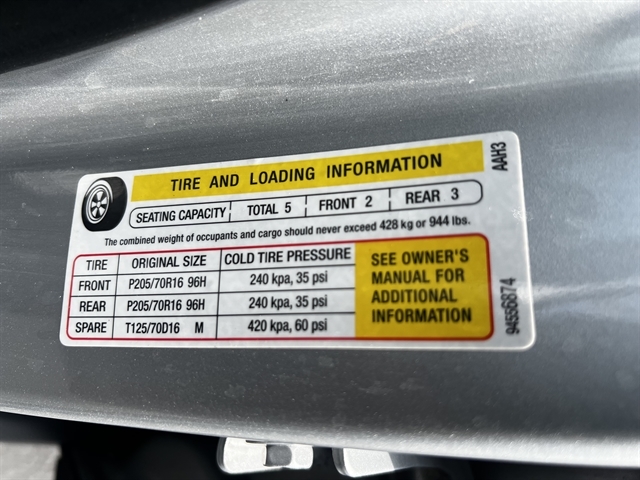 TIRE AND LOADING INFORMATION
AAH3
SEATING CAPACITY TOTAL 5 FRONT 2 REAR 3
The combined weight of occupants and cargo should never exceed 428 kg or 944 lbs.
TIRE ORIGINAL SIZE COLD TIRE PRESSURE
FRONT P205/70R16 96H 240 kpa, 35 psi
REAR P205/70R16 96H 240 kpa, 35 psi
SPARE T125/70D16 M 420 kpa, 60 psi
SEE OWNER'S
MANUAL FOR
ADDITIONAL
INFORMATION
94556874